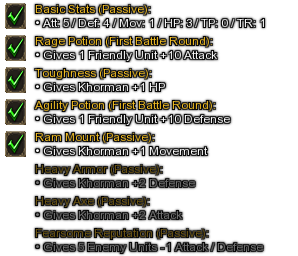 Basic Stats (Passive):
• Att: 5 / Def: 4 / Mov: 1 / HP: 3 / TP: 0 / TR: 1
Rage Potion (First Battle Round):
• Gives 1 Friendly Unit +10 Attack
Toughness (Passive):
• Gives Khorman +1 HP
Agility Potion (First Battle Round):
• Gives 1 Friendly Unit +10 Defense
Ram Mount (Passive):
• Gives Khorman +1 Movement
Heavy Armor (Passive):
• Gives Khorman +2 Defense
Heavy Axe (Passive):
• Gives Khorman +2 Attack
Fearsome Reputation (Passive):
• Gives 5 Enemy Units -1 Attack / Defense